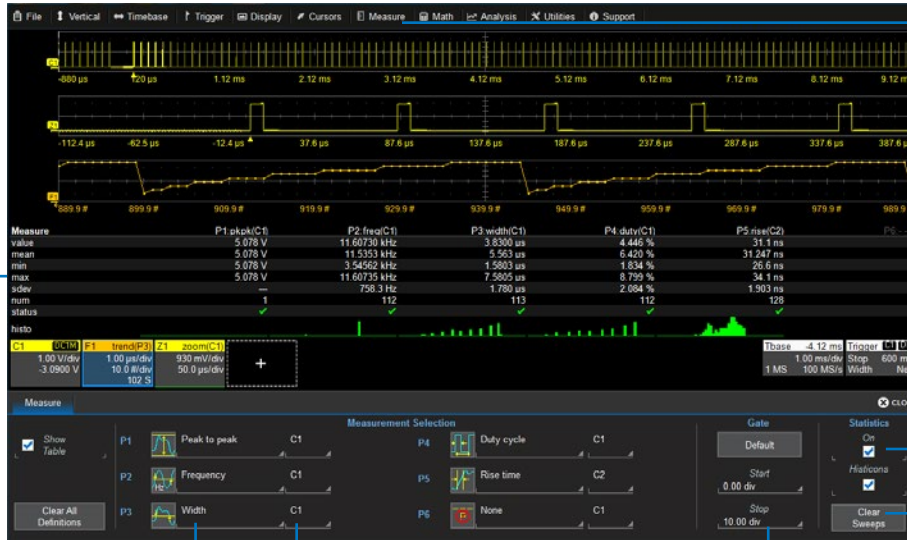 File Vertical Timebase Trigger Display Cursors Measure Math Analysis Utilities Support
C1
-880 µs 120 µs 1.12 ms 2.12 ms 3.12 ms 4.12 ms 5.12 ms 6.12 ms 7.12 ms 8.12 ms 9.12 m
Z1
-112.4 µs -62.5 µs -12.4 µs 37.6 µs 87.6 µs 137.6 µs 187.6 µs 237.6 µs 287.6 µs 337.6 µs 387.6 µ
F1
889.9 # 899.9 # 909.9 # 919.9 # 929.9 # 939.9 # 949.9 # 959.9 # 969.9 # 979.9 # 989.9
Measure P1:pkpk(C1) P2:freq(C1) P3:width(C1) P4:duty(C1) P5:rise(C2) P6:- -
value 5.078 V 11.60730 kHz 3.8300 µs 4.446 % 31.1 ns
mean 5.078 V 11.5353 kHz 5.563 µs 6.420 % 31.247 ns
min 5.078 V 3.54562 kHz 1.5803 µs 1.834 % 26.6 ns
max 5.078 V 11.60735 kHz 7.5805 µs 8.799 % 34.1 ns
sdev --- 758.3 Hz 1.780 µs 2.084 % 1.903 ns
num 1 112 113 112 128
status ✔ ✔ ✔ ✔ ✔
histo
C1 DC1M F1 trend(P3) Z1 zoom(C1) Tbase -4.12 ms Trigger C1 D
1.00 V/div 1.00 µs/div 930 mV/div + 1.00 ms/div Stop 600 m
-3.0900 V 10.0 #/div 50.0 µs/div 1 MS 100 MS/s Width Ne
102 S
Measure CLO
Measurement Selection Gate Statistics
Show Table P1 Peak to peak C1 P4 Duty cycle C1 Default On
P2 Hz Frequency C1 P5 Rise time C2 Start Histicons
0.00 div
Clear All Definitions P3 Width C1 P6 None C1 Stop Clear Sweeps
10.00 div